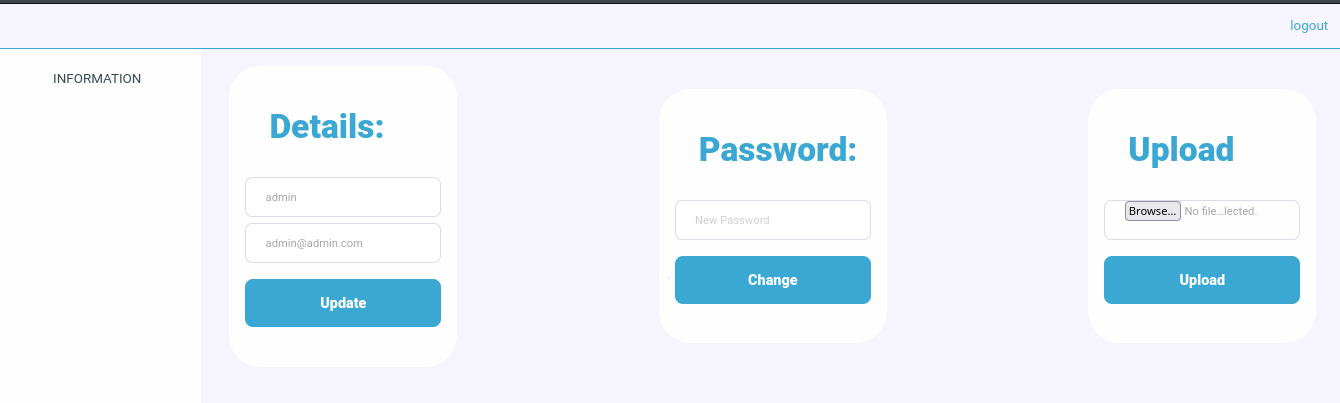 logout
INFORMATION
Details:
admin
admin@admin.com
Update
Password:
New Password
Change
Upload
Browse... No file...lected.
Upload